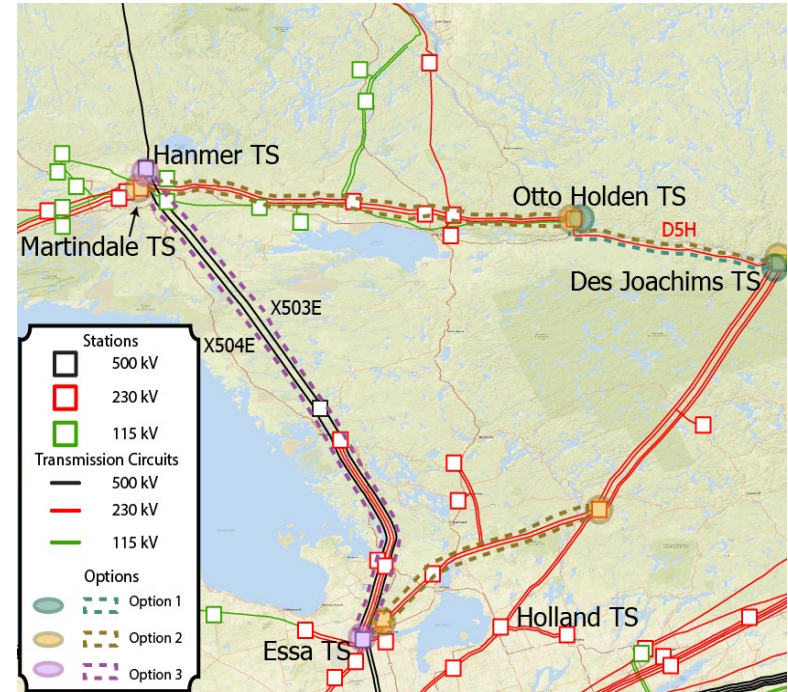 Hanmer TS
Otto Holden TS
Martindale TS
D5H
Des Joachims TS
X503E
X504E
Stations
500 kV
230 kV
115 kV
Transmission Circuits
500 kV
230 kV
115 kV
Options
Option 1
Option 2
Option 3
Holland TS
Essa TS